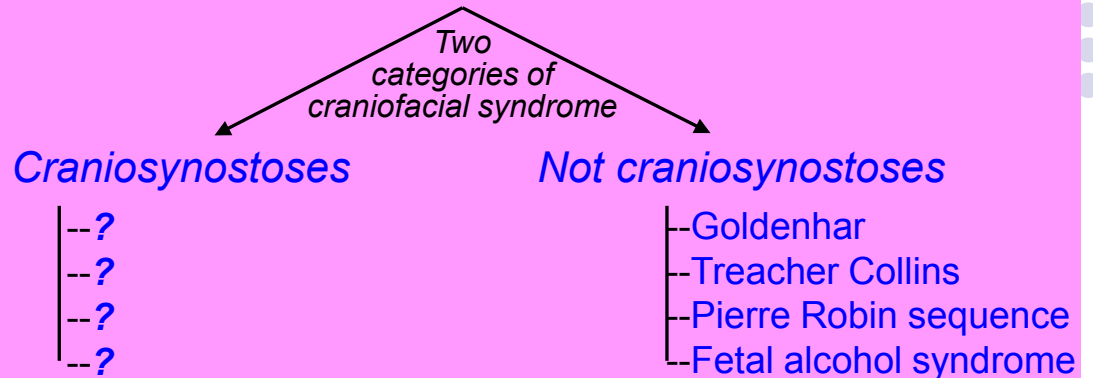 Two
categories of
craniofacial syndrome
Craniosynostoses
Not craniosynostoses
--?
--?
--?
--?
--Goldenhar
--Treacher Collins
--Pierre Robin sequence
--Fetal alcohol syndrome